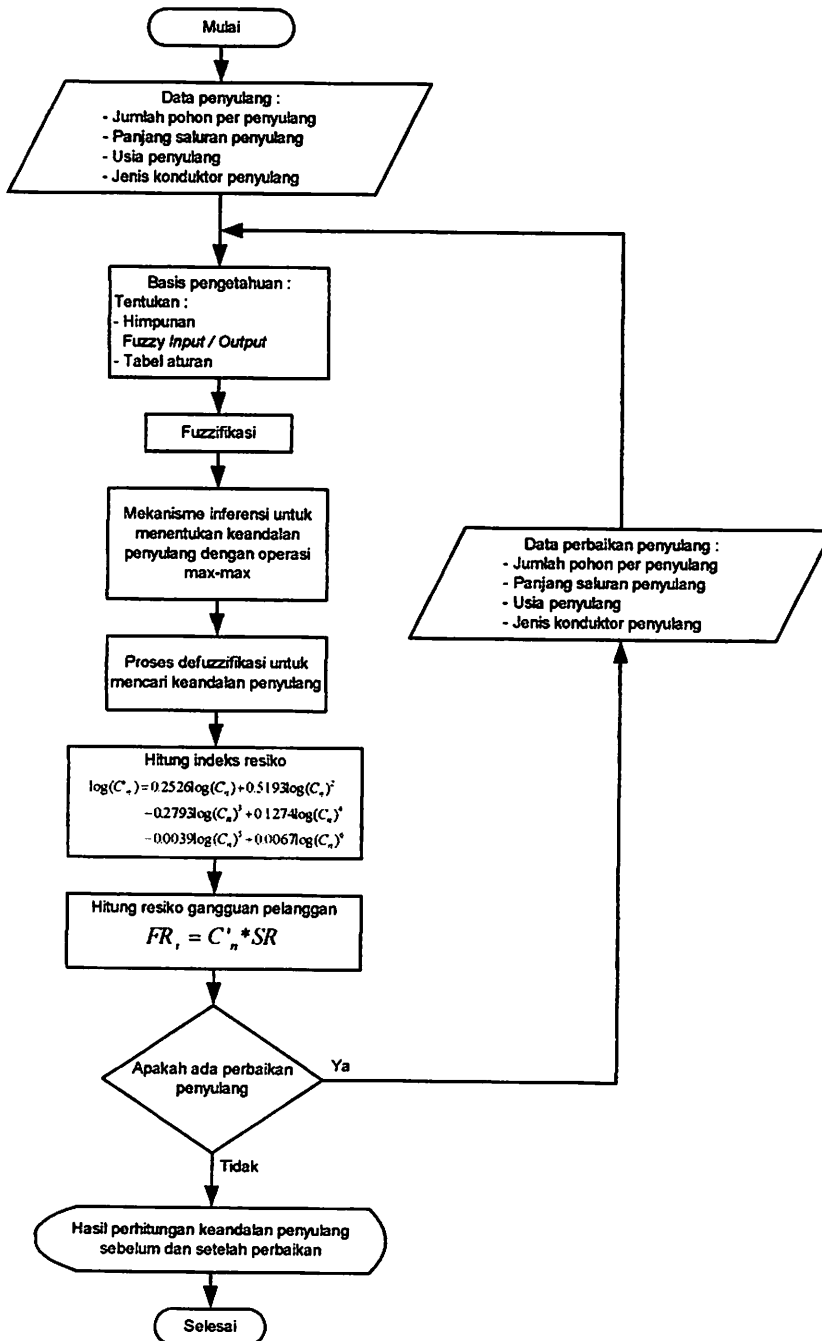 Mulai
Data penyulang :
- Jumlah pohon per penyulang
- Panjang saluran penyulang
- Usia penyulang
- Jenis konduktor penyulang
Basis pengetahuan :
Tentukan :
- Himpunan
Fuzzy Input / Output
- Tabel aturan
Fuzzifikasi
Mekanisme inferensi untuk
menentukan keandalan
penyulang dengan operasi
max-max
Proses defuzzifikasi untuk
mencari keandalan penyulang
Hitung indeks resiko
log(C'ₙ)=0.2526log(Cₙ)+0.5193log(Cₙ)²
−0.2793log(Cₙ)³+0.1274log(Cₙ)⁴
−0.0039log(Cₙ)⁵+0.0067log(Cₙ)⁶
Hitung resiko gangguan pelanggan
FRₜ = C'ₙ*SR
Apakah ada perbaikan
penyulang
Ya
Tidak
Data perbaikan penyulang :
- Jumlah pohon per penyulang
- Panjang saluran penyulang
- Usia penyulang
- Jenis konduktor penyulang
Hasil perhitungan keandalan penyulang
sebelum dan setelah perbaikan
Selesai